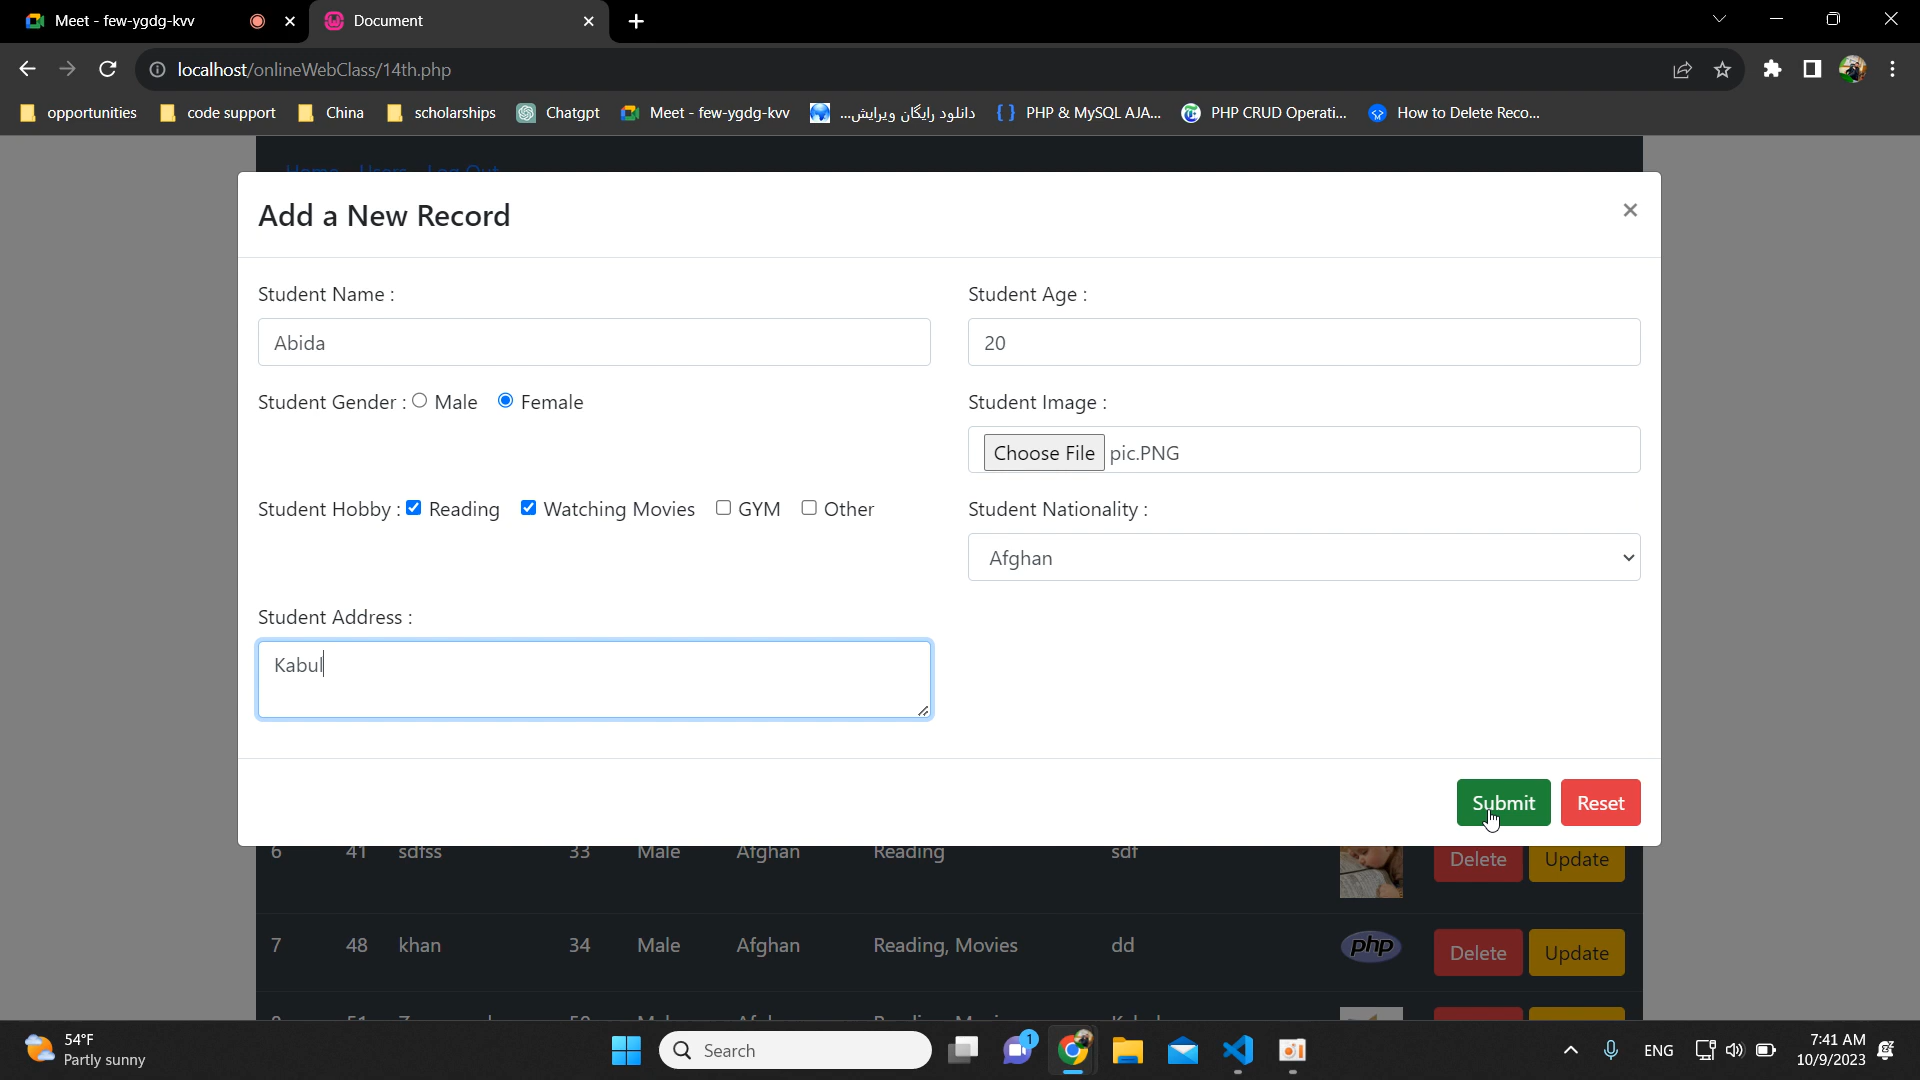 Meet - few-ygdg-kvv
Document
localhost/onlineWebClass/14th.php
opportunities
code support
China
scholarships
Chatgpt
Meet - few-ygdg-kvv
دانلود رایگان ویرایش...
PHP & MySQL AJA...
PHP CRUD Operati...
How to Delete Reco...
Home Users Log Out
Add a New Record
×
Student Name :
Student Age :
Abida
20
Student Gender : Male Female
Student Image :
Choose File pic.PNG
Student Hobby : Reading Watching Movies GYM Other
Student Nationality :
Afghan
Student Address :
Kabul
Submit
Reset
6 41 sdfss 33 Male Afghan Reading sdf Delete Update
7 48 khan 34 Male Afghan Reading, Movies dd php Delete Update
54°F
Partly sunny
Search
1
ENG
7:41 AM
10/9/2023